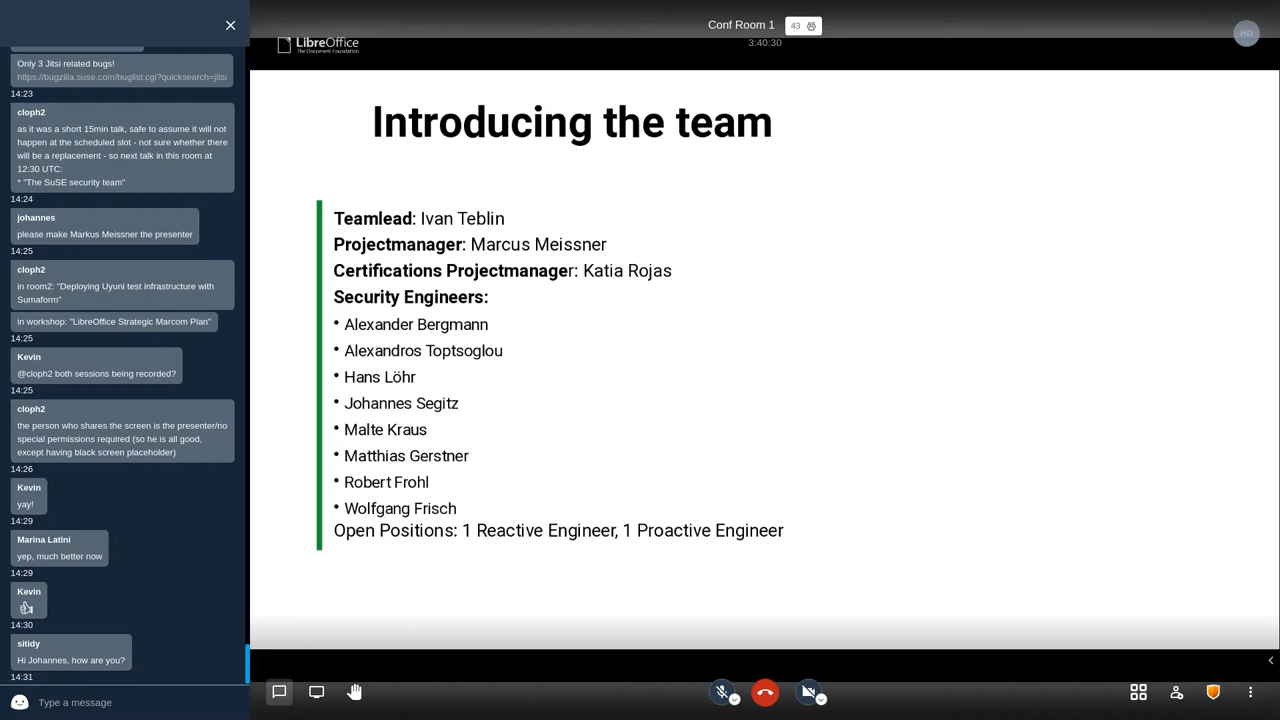 Only 3 Jitsi related bugs!
https://bugzilla.suse.com/buglist.cgi?quicksearch=jitsi
14:23
cloph2
as it was a short 15min talk, safe to assume it will not
happen at the scheduled slot - not sure whether there
will be a replacement - so next talk in this room at
12:30 UTC:
* "The SuSE security team"
14:24
johannes
please make Markus Meissner the presenter
14:25
cloph2
in room2: "Deploying Uyuni test infrastructure with
Sumaform"
in workshop: "LibreOffice Strategic Marcom Plan"
14:25
Kevin
@cloph2 both sessions being recorded?
14:25
cloph2
the person who shares the screen is the presenter/no
special permissions required (so he is all good,
except having black screen placeholder)
14:26
Kevin
yay!
14:29
Marina Latini
yep, much better now
14:29
Kevin
14:30
sitidy
Hi Johannes, how are you?
14:31
Type a message
Conf Room 1
43
3:40:30
HD
LibreOffice
The Document Foundation
Introducing the team
Teamlead: Ivan Teblin
Projectmanager: Marcus Meissner
Certifications Projectmanager: Katia Rojas
Security Engineers:
• Alexander Bergmann
• Alexandros Toptsoglou
• Hans Löhr
• Johannes Segitz
• Malte Kraus
• Matthias Gerstner
• Robert Frohl
• Wolfgang Frisch
Open Positions: 1 Reactive Engineer, 1 Proactive Engineer